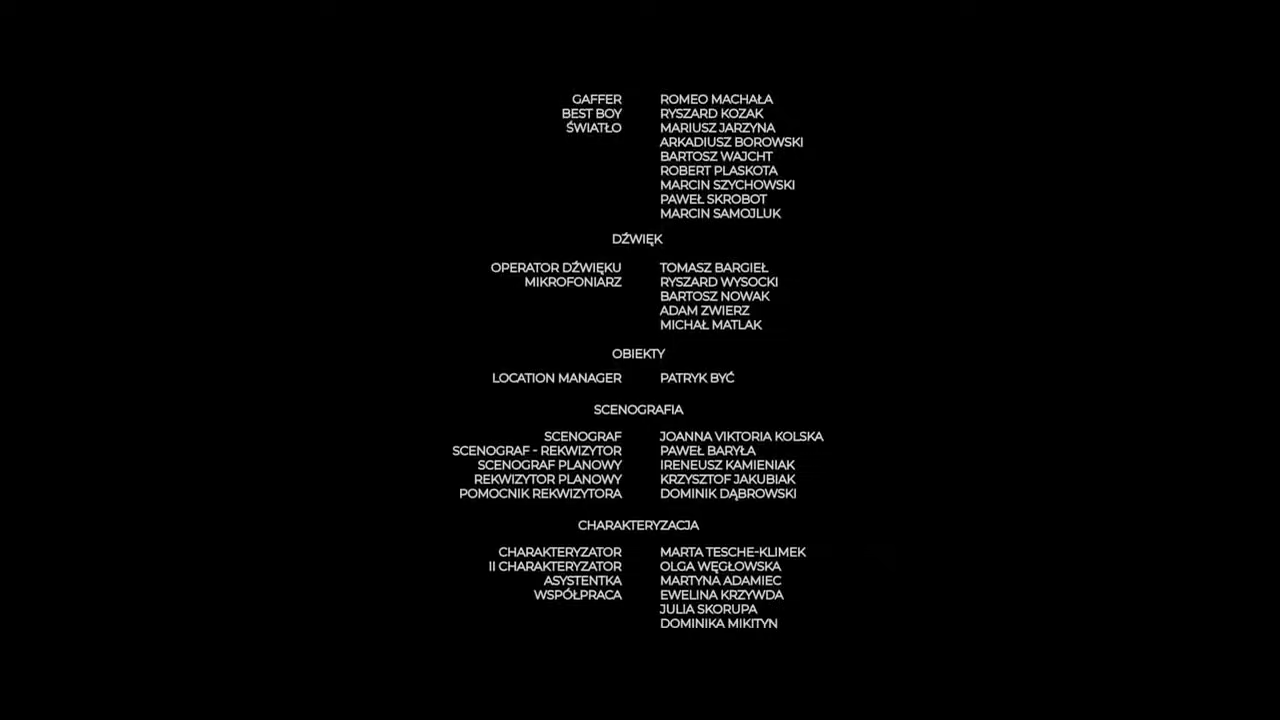 GAFFER ROMEO MACHAŁA
BEST BOY RYSZARD KOZAK
ŚWIATŁO MARIUSZ JARZYNA
ARKADIUSZ BOROWSKI
BARTOSZ WAJCHT
ROBERT PLASKOTA
MARCIN SZYCHOWSKI
PAWEŁ SKROBOT
MARCIN SAMOJLUK
DŹWIĘK
OPERATOR DŹWIĘKU TOMASZ BARGIEŁ
MIKROFONIARZ RYSZARD WYSOCKI
BARTOSZ NOWAK
ADAM ZWIERZ
MICHAŁ MATLAK
OBIEKTY
LOCATION MANAGER PATRYK BYĆ
SCENOGRAFIA
SCENOGRAF JOANNA VIKTORIA KOLSKA
SCENOGRAF - REKWIZYTOR PAWEŁ BARYŁA
SCENOGRAF PLANOWY IRENEUSZ KAMIENIAK
REKWIZYTOR PLANOWY KRZYSZTOF JAKUBIAK
POMOCNIK REKWIZYTORA DOMINIK DĄBROWSKI
CHARAKTERYZACJA
CHARAKTERYZATOR MARTA TESCHE-KLIMEK
II CHARAKTERYZATOR OLGA WĘGŁOWSKA
ASYSTENTKA MARTYNA ADAMIEC
WSPÓŁPRACA EWELINA KRZYWDA
JULIA SKORUPA
DOMINIKA MIKITYN